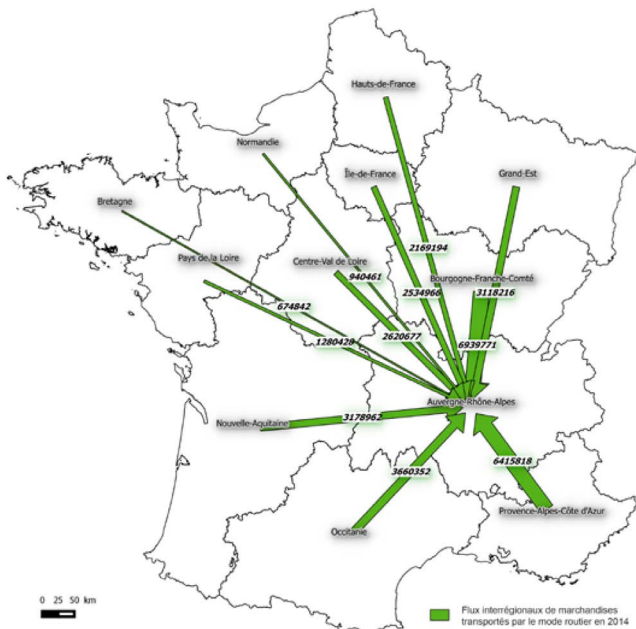 Hauts-de-France
Normandie
Île-de-France
Grand-Est
Bretagne
Pays de la Loire
Centre-Val de Loire
Bourgogne-Franche-Comté
2169194
940461
2534966
3118216
674842
1280428
2620677
6939771
Auvergne-Rhône-Alpes
Nouvelle-Aquitaine
3178962
3660352
6415818
Occitanie
Provence-Alpes-Côte d'Azur
0 25 50 km
Flux interrégionaux de marchandises
transportés par le mode routier en 2014